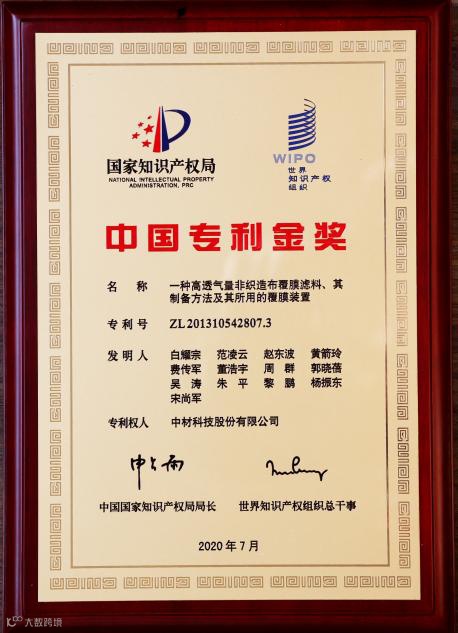 国家知识产权局
NATIONAL INTELLECTUAL PROPERTY
ADMINISTRATION, PRC
WIPO
世界
知识产权
组织
中国专利金奖
名 称 一种高透气量非织造布覆膜滤料、其
制备方法及其所用的覆膜装置
专利号 ZL 201310542807.3
发明人 白耀宗 范凌云 赵东波 黄箭玲
费传军 董浩宇 周群 郭晓蓓
吴涛 朱平 黎鹏 杨振东
宋尚军
专利权人 中材科技股份有限公司
申长雨
中国国家知识产权局局长 世界知识产权组织总干事
2020 年 7 月
大数跨境